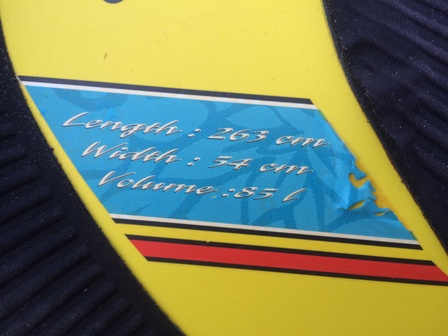 Length : 263 cm
Width : 54 cm
Volume :85 l